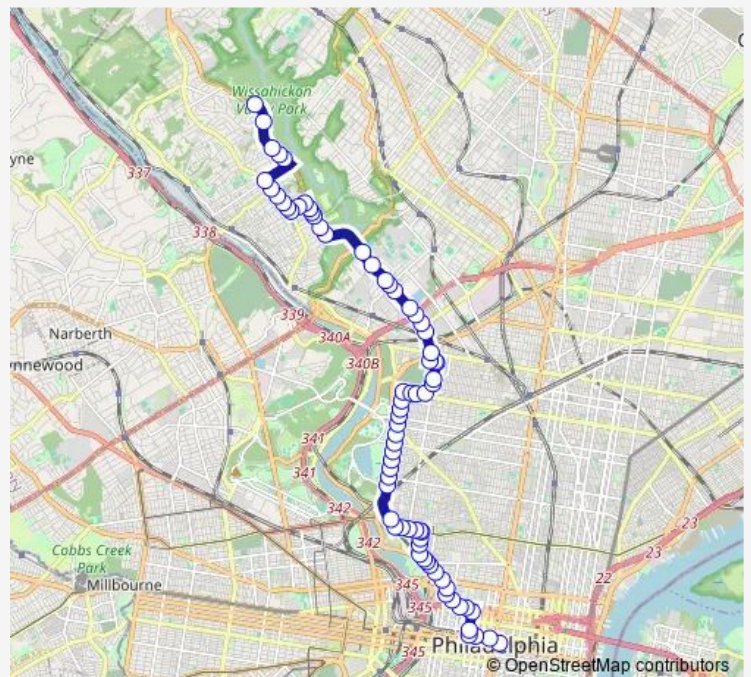 Wissahickon
Valley Park
yne
337
338
339
Narberth
340A
nnewood
340B
341
341
342
23
23
342
Cobbs Creek
Park
22
Millbourne
345
345
Philadelphia
345
© OpenStreetMap contributors